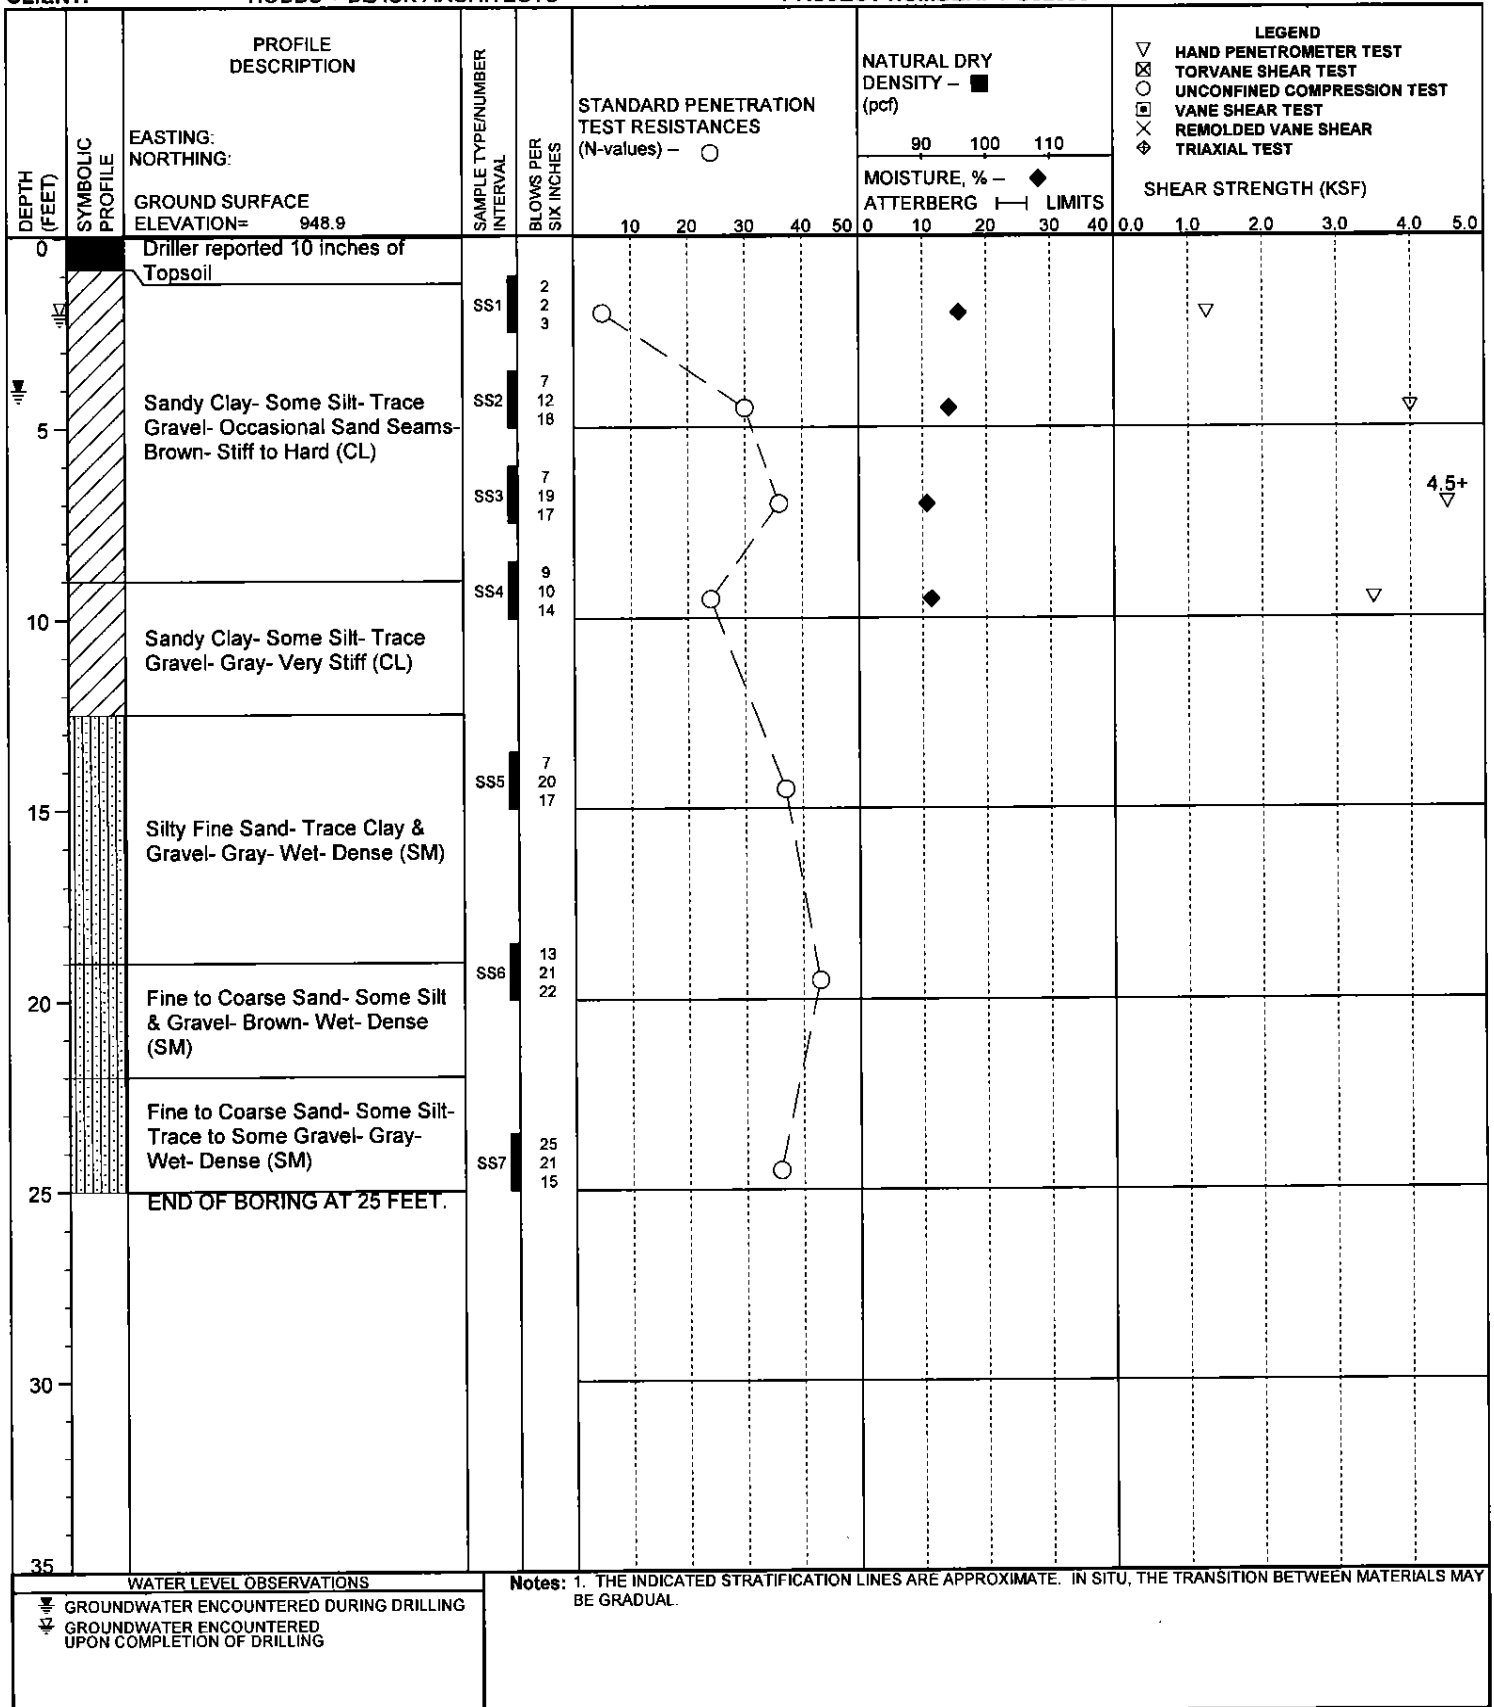 PROFILE
DESCRIPTION
EASTING:
NORTHING:
GROUND SURFACE
ELEVATION= 948.9
DEPTH
(FEET)
SYMBOLIC
PROFILE
SAMPLE TYPE/NUMBER
INTERVAL
BLOWS PER
SIX INCHES
STANDARD PENETRATION
TEST RESISTANCES
(N-values) –
10 20 30 40 50
NATURAL DRY
DENSITY –
(pcf)
90 100 110
MOISTURE, % –
ATTERBERG LIMITS
0 10 20 30 40
LEGEND
HAND PENETROMETER TEST
TORVANE SHEAR TEST
UNCONFINED COMPRESSION TEST
VANE SHEAR TEST
REMOLDED VANE SHEAR
TRIAXIAL TEST
SHEAR STRENGTH (KSF)
0.0 1.0 2.0 3.0 4.0 5.0
0
Driller reported 10 inches of
Topsoil
SS1
2
2
3
Sandy Clay- Some Silt- Trace
Gravel- Occasional Sand Seams-
Brown- Stiff to Hard (CL)
SS2
7
12
18
5
SS3
7
19
17
4.5+
SS4
9
10
14
10
Sandy Clay- Some Silt- Trace
Gravel- Gray- Very Stiff (CL)
SS5
7
20
17
15
Silty Fine Sand- Trace Clay &
Gravel- Gray- Wet- Dense (SM)
SS6
13
21
22
20
Fine to Coarse Sand- Some Silt
& Gravel- Brown- Wet- Dense
(SM)
Fine to Coarse Sand- Some Silt-
Trace to Some Gravel- Gray-
Wet- Dense (SM)
SS7
25
21
15
25
END OF BORING AT 25 FEET.
30
35
WATER LEVEL OBSERVATIONS
GROUNDWATER ENCOUNTERED DURING DRILLING
GROUNDWATER ENCOUNTERED
UPON COMPLETION OF DRILLING
Notes: 1. THE INDICATED STRATIFICATION LINES ARE APPROXIMATE. IN SITU, THE TRANSITION BETWEEN MATERIALS MAY
BE GRADUAL.